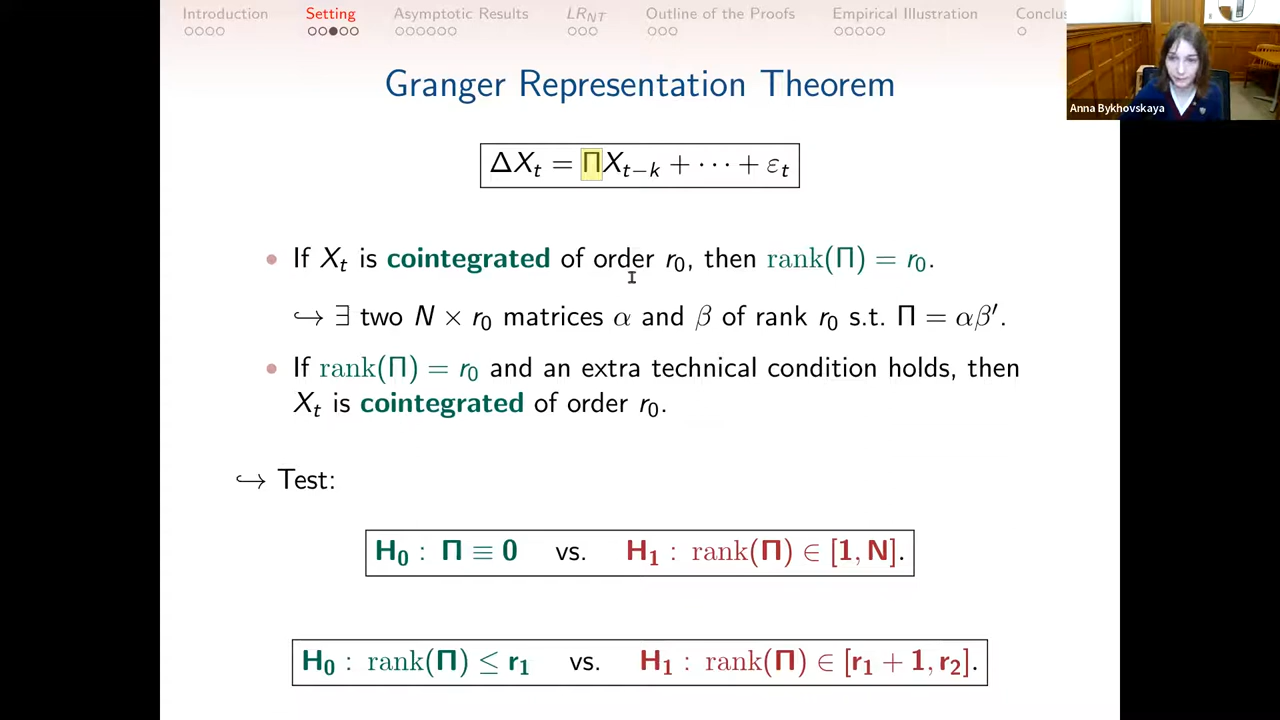 Introduction Setting Asymptotic Results LR_NT Outline of the Proofs Empirical Illustration Conclus
Anna Bykhovskaya
Granger Representation Theorem
ΔX_t = ΠX_{t−k} + ⋯ + ε_t
• If X_t is cointegrated of order r_0, then rank(Π) = r_0.
↪ ∃ two N × r_0 matrices α and β of rank r_0 s.t. Π = αβ′.
• If rank(Π) = r_0 and an extra technical condition holds, then
X_t is cointegrated of order r_0.
↪ Test:
H_0 : Π ≡ 0 vs. H_1 : rank(Π) ∈ [1, N].
H_0 : rank(Π) ≤ r_1 vs. H_1 : rank(Π) ∈ [r_1 + 1, r_2].